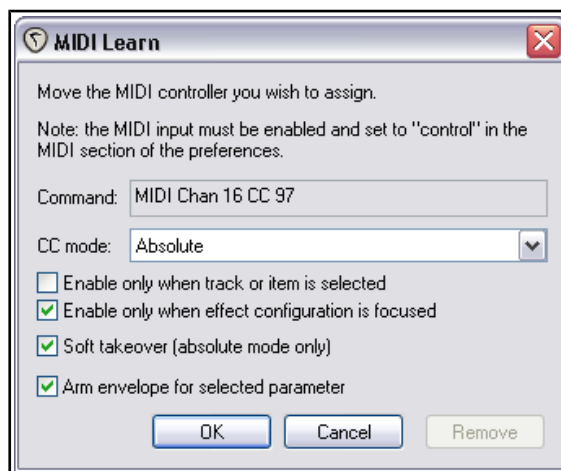 MIDI Learn
Move the MIDI controller you wish to assign.
Note: the MIDI input must be enabled and set to "control" in the
MIDI section of the preferences.
Command: MIDI Chan 16 CC 97
CC mode: Absolute
Enable only when track or item is selected
Enable only when effect configuration is focused
Soft takeover (absolute mode only)
Arm envelope for selected parameter
OK Cancel Remove